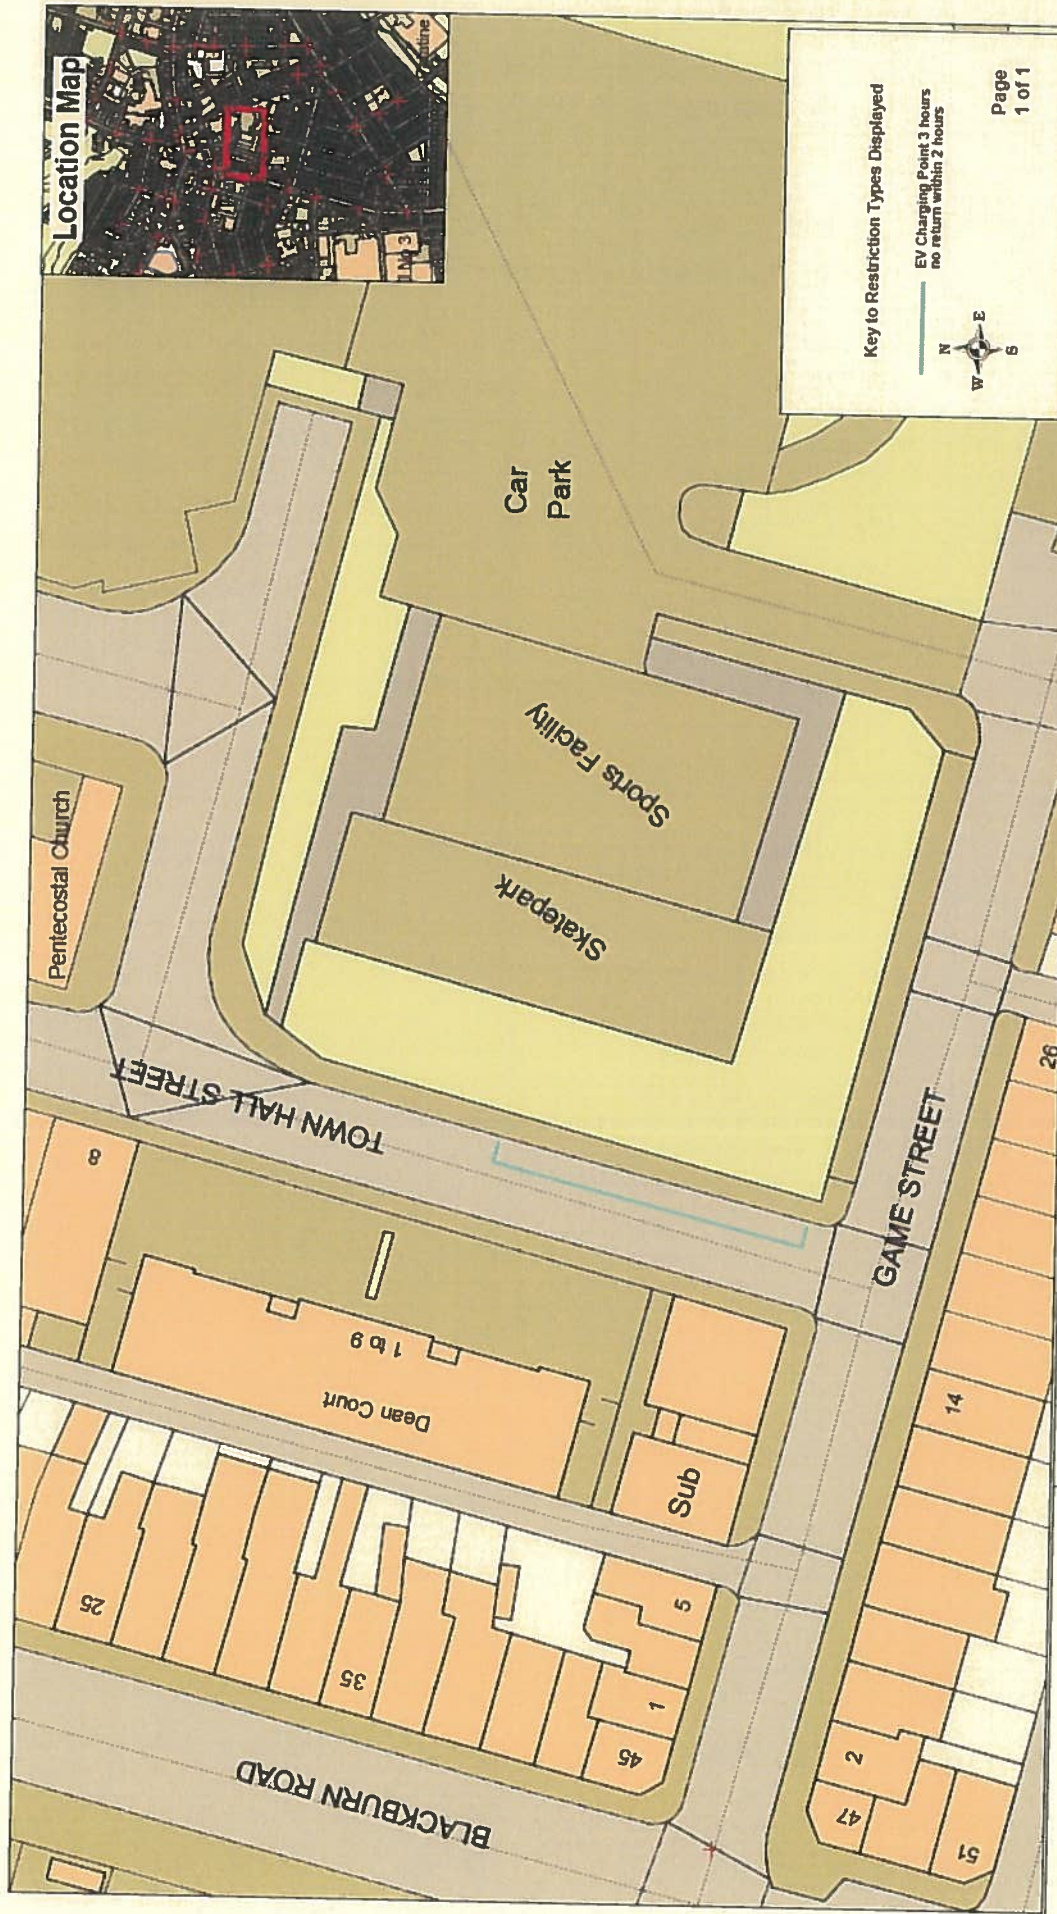 Location Map
Key to Restriction Types Displayed
EV Charging Point 3 hours
no return within 2 hours
N
W
E
S
Page
1 of 1
Pentecostal Church
Car
Park
Sports Facility
Skatepark
TOWN HALL STREET
8
1 to 9
Dean Court
Sub
GAME STREET
26
14
25
35
45
1
5
2
47
51
BLACKBURN ROAD